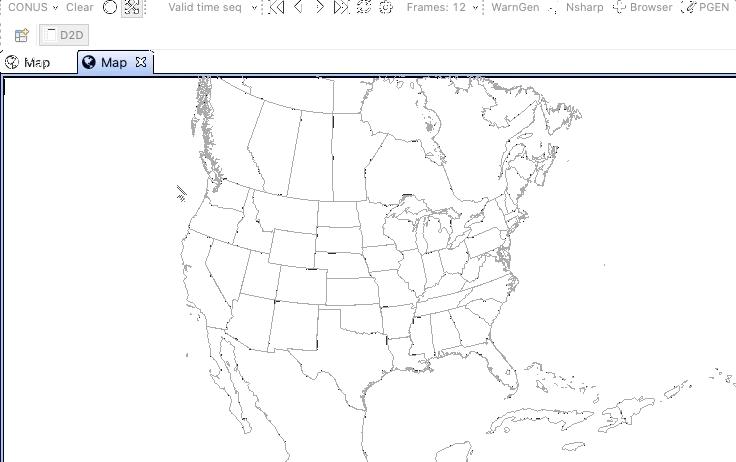 CONUS Clear Valid time seq Frames: 12 WarnGen Nsharp Browser PGEN
D2D
Map Map